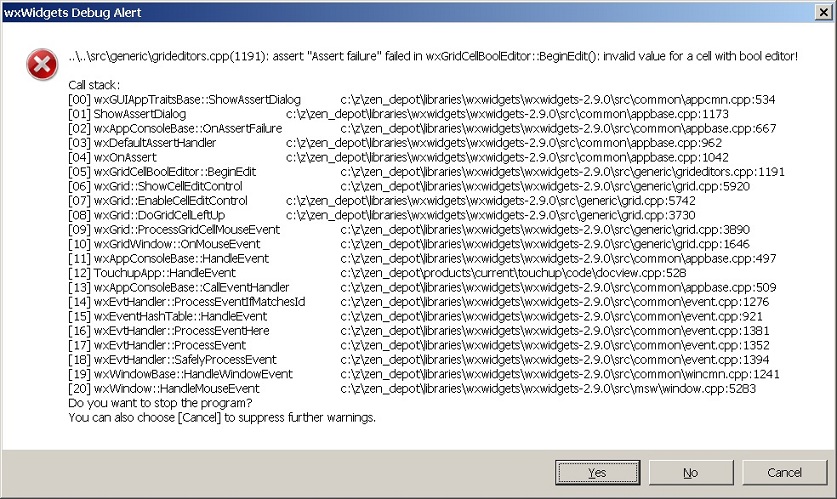 wxWidgets Debug Alert
..\..\src\generic\grideditors.cpp(1191): assert "Assert failure" failed in wxGridCellBoolEditor::BeginEdit(): invalid value for a cell with bool editor!
Call stack:
[00] wxGUIAppTraitsBase::ShowAssertDialog c:\z\zen_depot\libraries\wxwidgets\wxwidgets-2.9.0\src\common\appcmn.cpp:534
[01] ShowAssertDialog c:\z\zen_depot\libraries\wxwidgets\wxwidgets-2.9.0\src\common\appbase.cpp:1173
[02] wxAppConsoleBase::OnAssertFailure c:\z\zen_depot\libraries\wxwidgets\wxwidgets-2.9.0\src\common\appbase.cpp:667
[03] wxDefaultAssertHandler c:\z\zen_depot\libraries\wxwidgets\wxwidgets-2.9.0\src\common\appbase.cpp:962
[04] wxOnAssert c:\z\zen_depot\libraries\wxwidgets\wxwidgets-2.9.0\src\common\appbase.cpp:1042
[05] wxGridCellBoolEditor::BeginEdit c:\z\zen_depot\libraries\wxwidgets\wxwidgets-2.9.0\src\generic\grideditors.cpp:1191
[06] wxGrid::ShowCellEditControl c:\z\zen_depot\libraries\wxwidgets\wxwidgets-2.9.0\src\generic\grid.cpp:5920
[07] wxGrid::EnableCellEditControl c:\z\zen_depot\libraries\wxwidgets\wxwidgets-2.9.0\src\generic\grid.cpp:5742
[08] wxGrid::DoGridCellLeftUp c:\z\zen_depot\libraries\wxwidgets\wxwidgets-2.9.0\src\generic\grid.cpp:3730
[09] wxGrid::ProcessGridCellMouseEvent c:\z\zen_depot\libraries\wxwidgets\wxwidgets-2.9.0\src\generic\grid.cpp:3890
[10] wxGridWindow::OnMouseEvent c:\z\zen_depot\libraries\wxwidgets\wxwidgets-2.9.0\src\generic\grid.cpp:1646
[11] wxAppConsoleBase::HandleEvent c:\z\zen_depot\libraries\wxwidgets\wxwidgets-2.9.0\src\common\appbase.cpp:497
[12] TouchupApp::HandleEvent c:\z\zen_depot\products\current\touchup\code\docview.cpp:528
[13] wxAppConsoleBase::CallEventHandler c:\z\zen_depot\libraries\wxwidgets\wxwidgets-2.9.0\src\common\appbase.cpp:509
[14] wxEvtHandler::ProcessEventIfMatchesId c:\z\zen_depot\libraries\wxwidgets\wxwidgets-2.9.0\src\common\event.cpp:1276
[15] wxEventHashTable::HandleEvent c:\z\zen_depot\libraries\wxwidgets\wxwidgets-2.9.0\src\common\event.cpp:921
[16] wxEvtHandler::ProcessEventHere c:\z\zen_depot\libraries\wxwidgets\wxwidgets-2.9.0\src\common\event.cpp:1381
[17] wxEvtHandler::ProcessEvent c:\z\zen_depot\libraries\wxwidgets\wxwidgets-2.9.0\src\common\event.cpp:1352
[18] wxEvtHandler::SafelyProcessEvent c:\z\zen_depot\libraries\wxwidgets\wxwidgets-2.9.0\src\common\event.cpp:1394
[19] wxWindowBase::HandleWindowEvent c:\z\zen_depot\libraries\wxwidgets\wxwidgets-2.9.0\src\common\wincmn.cpp:1241
[20] wxWindow::HandleMouseEvent c:\z\zen_depot\libraries\wxwidgets\wxwidgets-2.9.0\src\msw\window.cpp:5283
Do you want to stop the program?
You can also choose [Cancel] to suppress further warnings.
Yes No Cancel